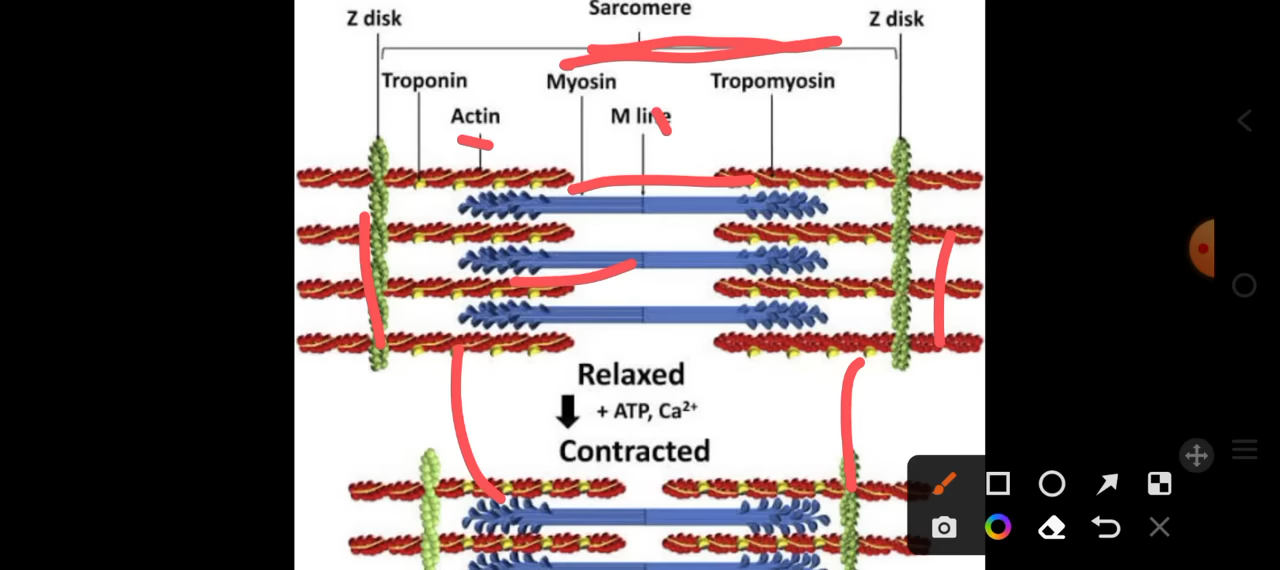 Sarcomere
Z disk
Z disk
Troponin
Myosin
Tropomyosin
Actin
M line
Relaxed
+ ATP, Ca²⁺
Contracted